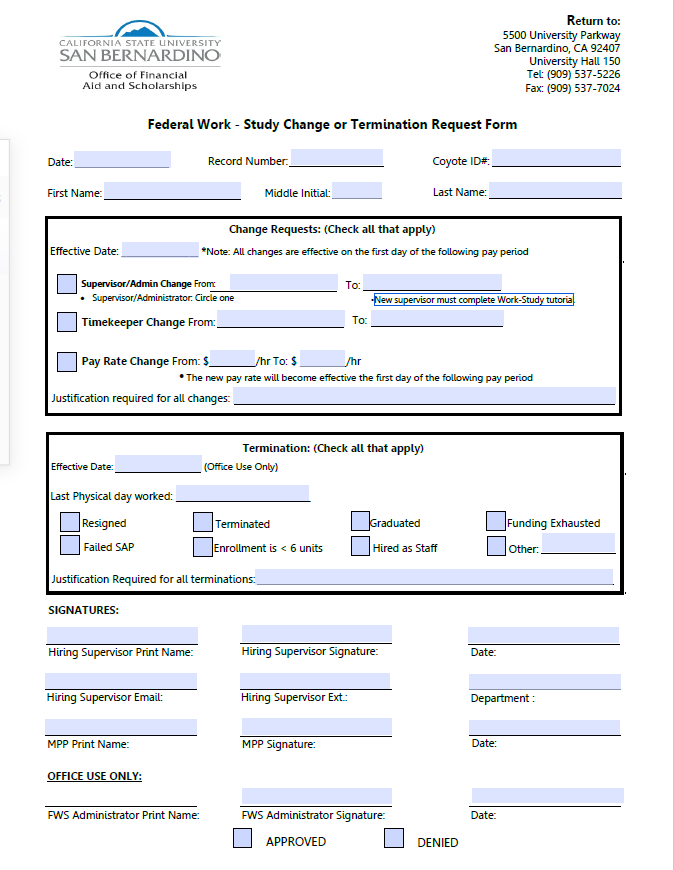 CALIFORNIA STATE UNIVERSITY
SAN BERNARDINO
Office of Financial
Aid and Scholarships
Return to:
5500 University Parkway
San Bernardino, CA 92407
University Hall 150
Tel: (909) 537-5226
Fax: (909) 537-7024
Federal Work - Study Change or Termination Request Form
Date: Record Number: Coyote ID#:
First Name: Middle Initial: Last Name:
Change Requests: (Check all that apply)
Effective Date: *Note: All changes are effective on the first day of the following pay period
Supervisor/Admin Change From: To:
• Supervisor/Administrator: Circle one •New supervisor must complete Work-Study tutorial.
Timekeeper Change From: To:
Pay Rate Change From: $ /hr To: $ /hr
• The new pay rate will become effective the first day of the following pay period
Justification required for all changes:
Termination: (Check all that apply)
Effective Date: (Office Use Only)
Last Physical day worked:
Resigned Terminated Graduated Funding Exhausted
Failed SAP Enrollment is < 6 units Hired as Staff Other:
Justification Required for all terminations:
SIGNATURES:
Hiring Supervisor Print Name: Hiring Supervisor Signature: Date:
Hiring Supervisor Email: Hiring Supervisor Ext.: Department :
MPP Print Name: MPP Signature: Date:
OFFICE USE ONLY:
FWS Administrator Print Name: FWS Administrator Signature: Date:
APPROVED DENIED